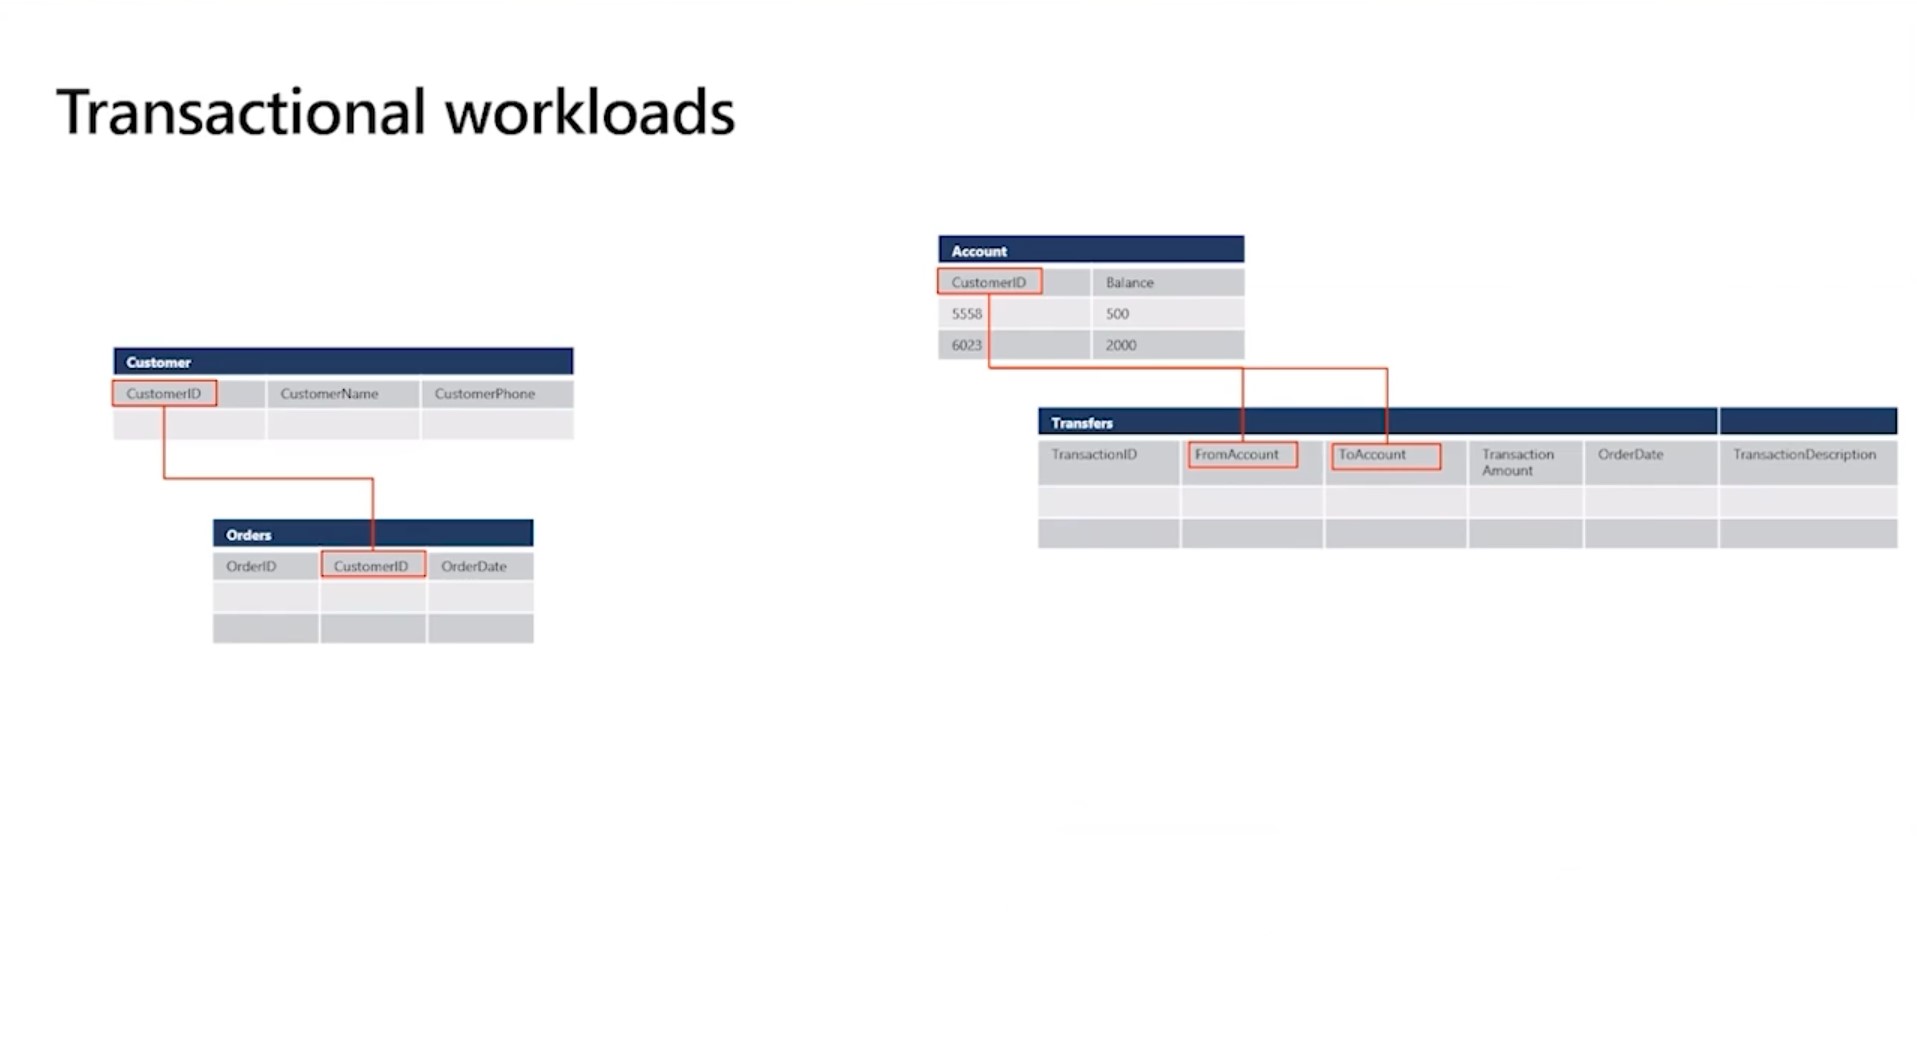 Transactional workloads
Customer
CustomerID CustomerName CustomerPhone
Orders
OrderID CustomerID OrderDate
Account
CustomerID Balance
5558 500
6023 2000
Transfers
TransactionID FromAccount ToAccount Transaction Amount OrderDate TransactionDescription